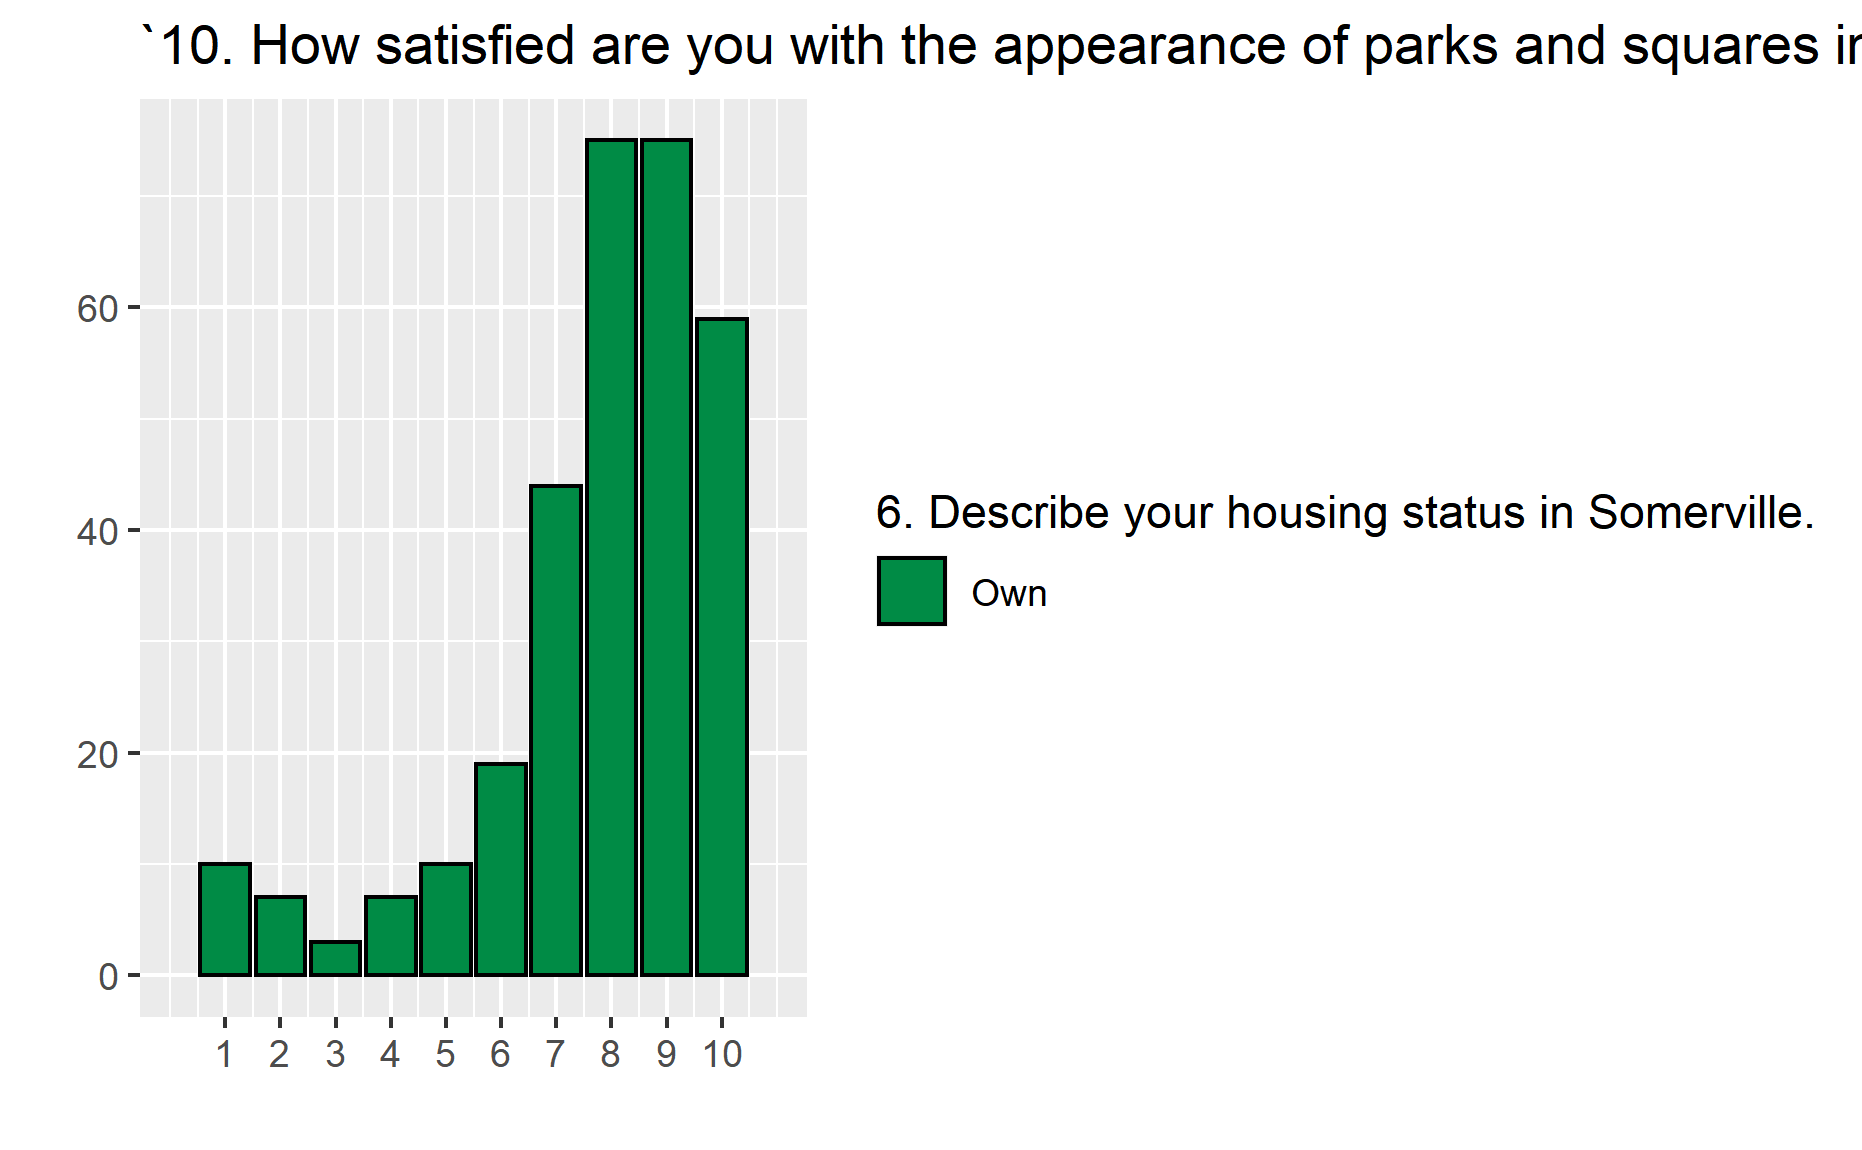 `10. How satisfied are you with the appearance of parks and squares in
60
40
20
0
1 2 3 4 5 6 7 8 9 10
6. Describe your housing status in Somerville.
Own